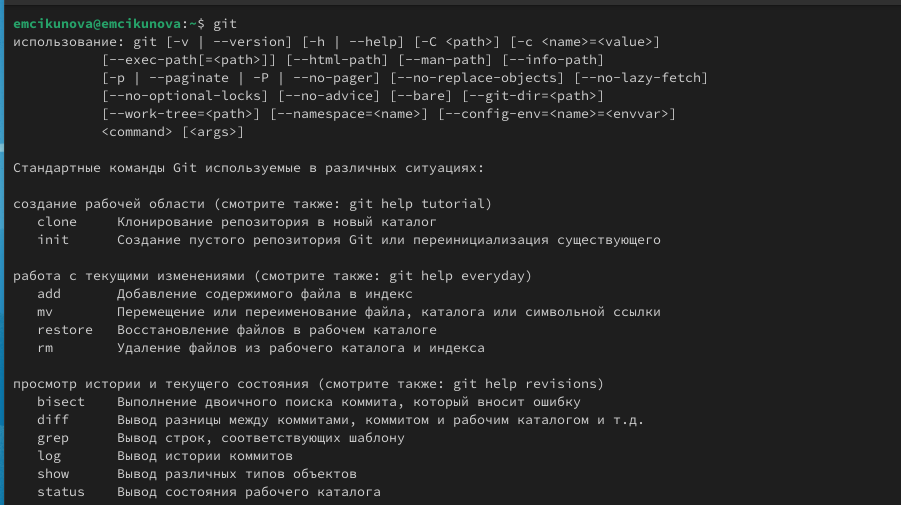 emcikunova@emcikunova:~$ git
использование: git [-v | --version] [-h | --help] [-C <path>] [-c <name>=<value>]
           [--exec-path[=<path>]] [--html-path] [--man-path] [--info-path]
           [-p | --paginate | -P | --no-pager] [--no-replace-objects] [--no-lazy-fetch]
           [--no-optional-locks] [--no-advice] [--bare] [--git-dir=<path>]
           [--work-tree=<path>] [--namespace=<name>] [--config-env=<name>=<envvar>]
           <command> [<args>]

Стандартные команды Git используемые в различных ситуациях:

создание рабочей области (смотрите также: git help tutorial)
   clone     Клонирование репозитория в новый каталог
   init      Создание пустого репозитория Git или переинициализация существующего

работа с текущими изменениями (смотрите также: git help everyday)
   add       Добавление содержимого файла в индекс
   mv        Перемещение или переименование файла, каталога или символьной ссылки
   restore   Восстановление файлов в рабочем каталоге
   rm        Удаление файлов из рабочего каталога и индекса

просмотр истории и текущего состояния (смотрите также: git help revisions)
   bisect    Выполнение двоичного поиска коммита, который вносит ошибку
   diff      Вывод разницы между коммитами, коммитом и рабочим каталогом и т.д.
   grep      Вывод строк, соответствующих шаблону
   log       Вывод истории коммитов
   show      Вывод различных типов объектов
   status    Вывод состояния рабочего каталога